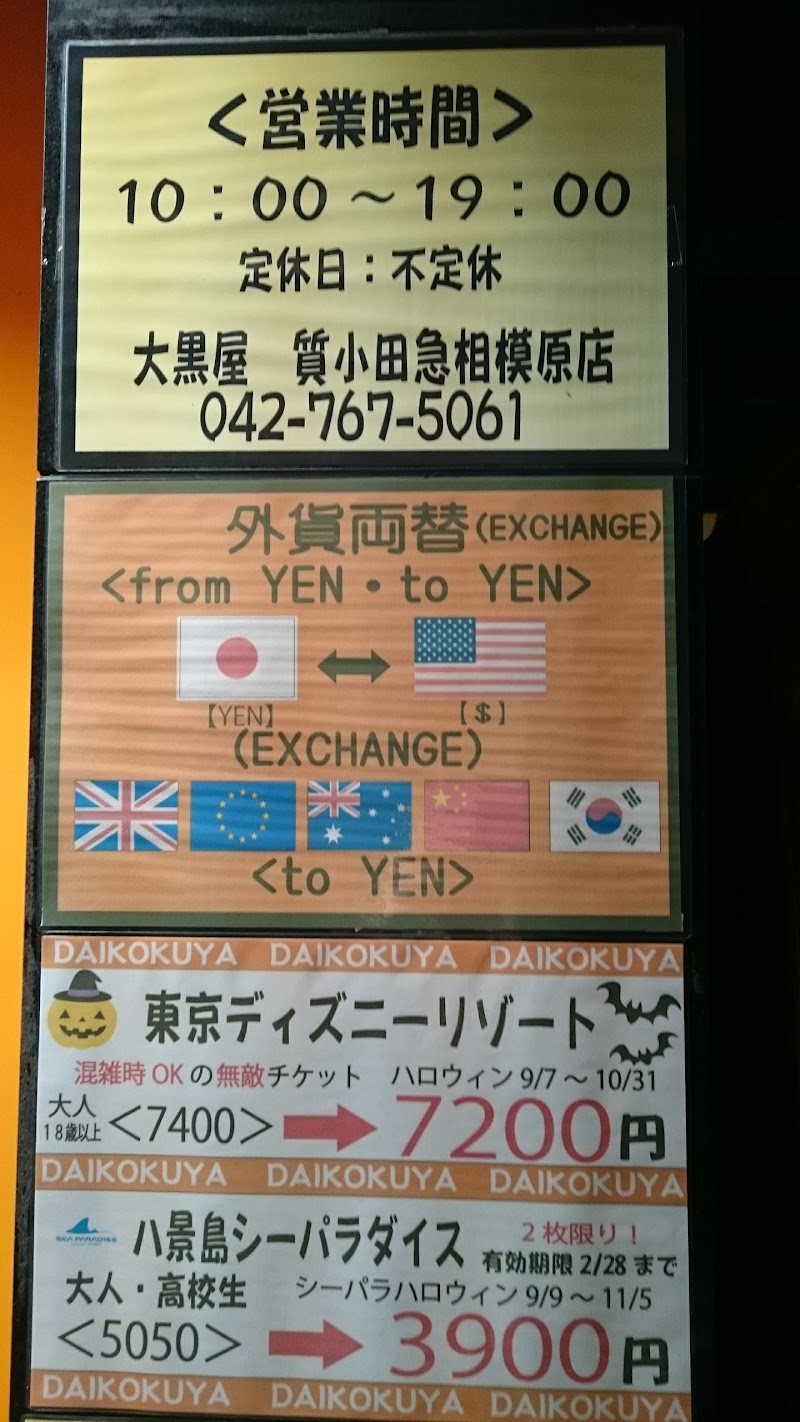 ＜営業時間＞
10：00～19：00
定休日：不定休
大黒屋　質小田急相模原店
042-767-5061
外貨両替(EXCHANGE)
<from YEN・to YEN>
【YEN】 【$】
(EXCHANGE)
<to YEN>
DAIKOKUYA DAIKOKUYA DAIKOKUYA
東京ディズニーリゾート
混雑時OKの無敵チケット ハロウィン 9/7～10/31
大人
18歳以上
<7400> 7200円
DAIKOKUYA DAIKOKUYA DAIKOKUYA
SEA PARADISE
八景島シーパラダイス
2枚限り！
有効期限 2/28 まで
大人・高校生
シーパラハロウィン 9/9～11/5
<5050> 3900円
DAIKOKUYA DAIKOKUYA DAIKOKUYA